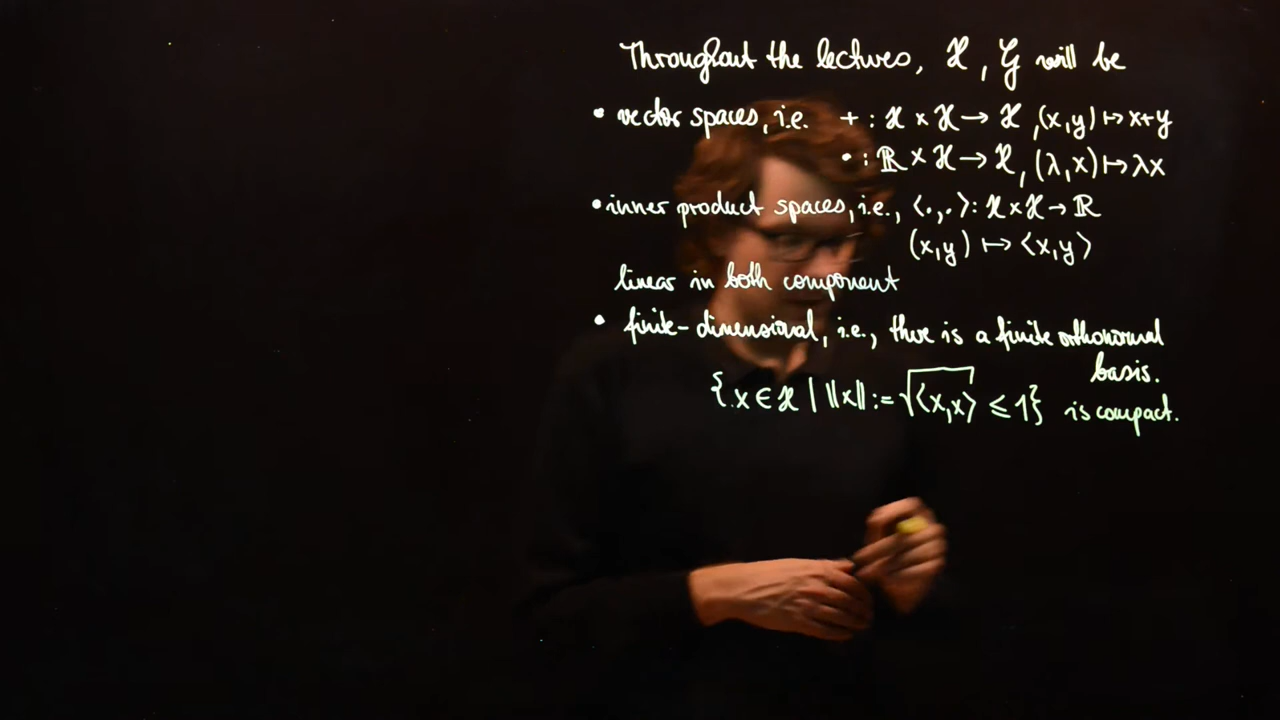 Throughout the lectures, 𝓗, 𝓖 will be
• vector spaces, i.e. + : 𝓗 × 𝓗 → 𝓗, (x,y) ↦ x+y
• : ℝ × 𝓗 → 𝓗, (λ,x) ↦ λx
• inner product spaces, i.e., ⟨·,·⟩ : 𝓗 × 𝓗 → ℝ
(x,y) ↦ ⟨x,y⟩
linear in both component
• finite-dimensional, i.e., there is a finite orthonormal
basis.
{x ∈ 𝓗 | ||x|| := √⟨x,x⟩ ≤ 1} is compact.